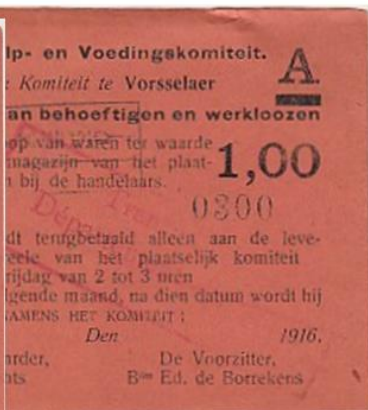 lp- en Voedingskomiteit.
A
: Komiteit te Vorsselaer
an behoeftigen en werkloozen
oop van waren ter waarde
magazijn van het plaat-
n bij de handelaars.
1,00
0300
dt terugbetaald alleen aan de leve-
eele van het plaatselijk komiteit
rijdag van 2 tot 3 uren
lgende maand, na dien datum wordt hij
NAMENS HET KOMITEIT :
Den 1916.
arder, De Voorzitter,
hts Bon Ed. de Borrekens